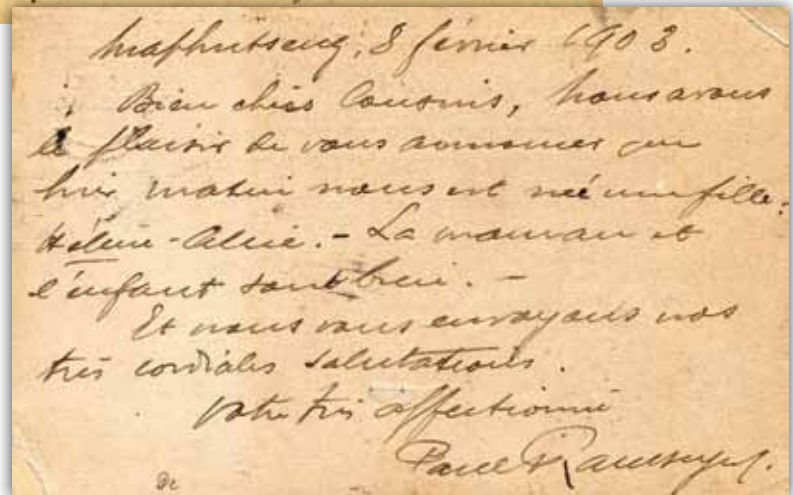 Maphutseng, 8 février 1903.
Bien chers Cousins, Nous avons
le plaisir de vous annoncer que
hier matin nous est née une fille:
Hélène-Alice. - La maman et
l'enfant sont bien. -
Et nous vous envoyons nos
très cordiales salutations.
Votre très affectionné
Paul Ramseyer.
de